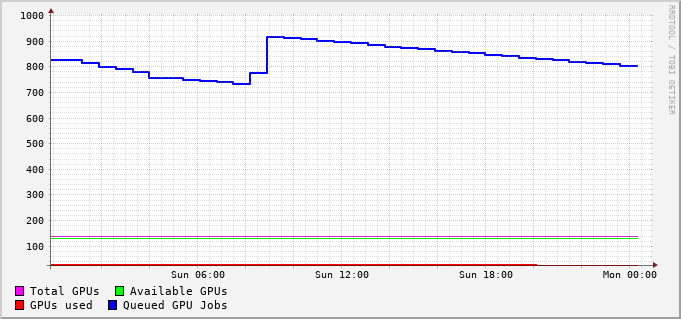 1000
900
800
700
600
500
400
300
200
100
Sun 06:00 Sun 12:00 Sun 18:00 Mon 00:00
Total GPUs Available GPUs
GPUs used Queued GPU Jobs
RRDTOOL / TOBI OETIKER